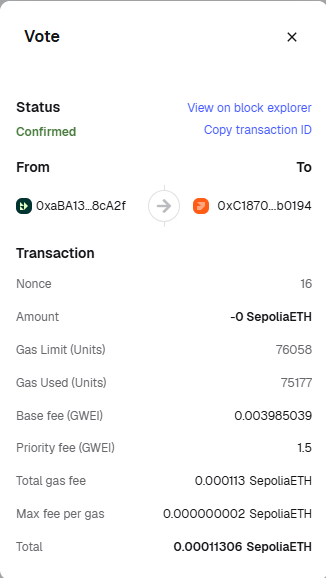 Vote
Status View on block explorer
Confirmed Copy transaction ID
From To
0xaBA13...8cA2f 0xC1870...b0194
Transaction
Nonce 16
Amount -0 SepoliaETH
Gas Limit (Units) 76058
Gas Used (Units) 75177
Base fee (GWEI) 0.003985039
Priority fee (GWEI) 1.5
Total gas fee 0.000113 SepoliaETH
Max fee per gas 0.000000002 SepoliaETH
Total 0.00011306 SepoliaETH